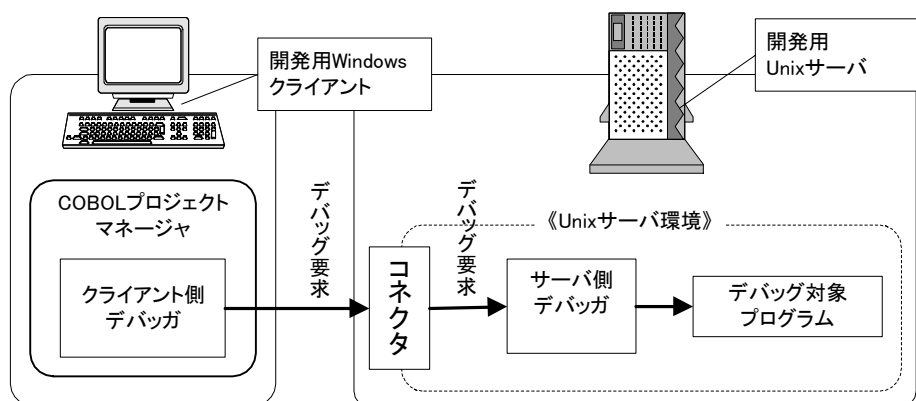 開発用Windows
クライアント
開発用
Unixサーバ
COBOLプロジェクト
マネージャ
クライアント側
デバッガ
デバッグ要求
コネクタ
デバッグ要求
《Unixサーバ環境》
サーバ側
デバッガ
デバッグ対象
プログラム